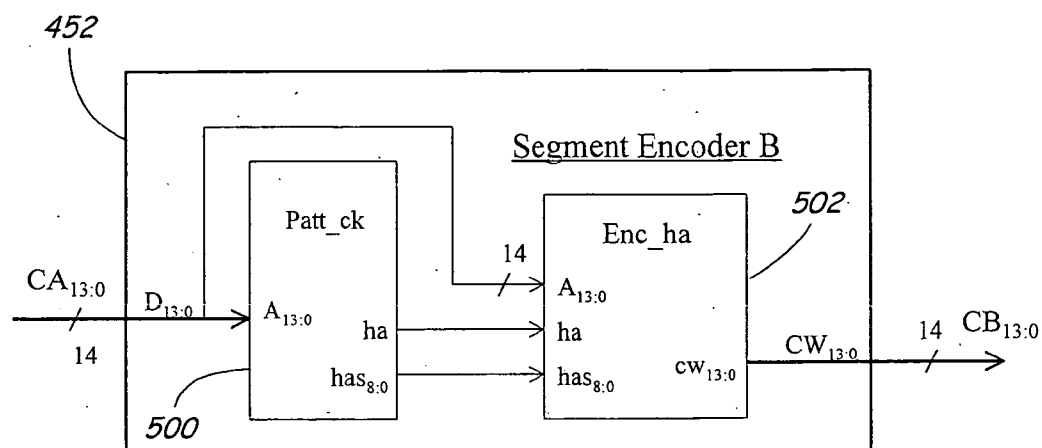 452
Segment Encoder B
502
Patt_ck
Enc_ha
14
CA13:0
D13:0
A13:0
A13:0
14
CB13:0
ha
ha
CW13:0
14
has8:0
has8:0
cw13:0
500